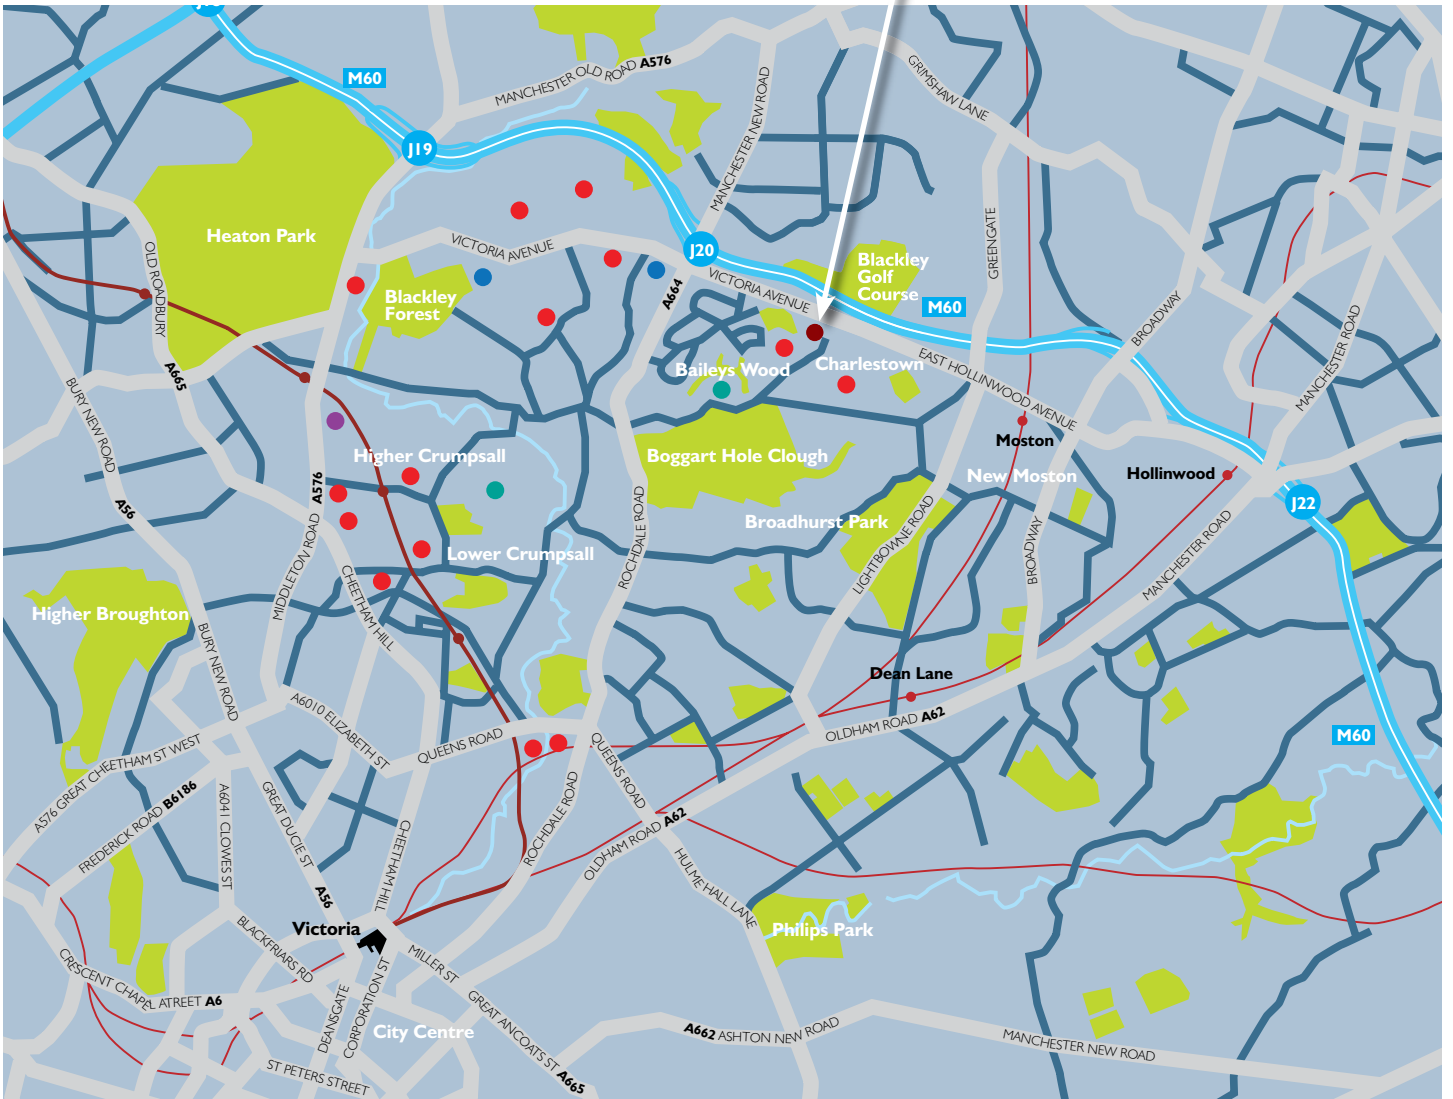 M60
MANCHESTER OLD ROAD A576
GRIMSHAW LANE
J19
MANCHESTER NEW ROAD
Heaton Park
OLD ROADBURY
VICTORIA AVENUE
J20
GREENGATE
Blackley
Golf
Course
Blackley
Forest
A664
VICTORIA AVENUE
M60
BROADWAY
MANCHESTER ROAD
BURY NEW ROAD
A665
Baileys Wood
Charlestown
EAST HOLLINWOOD AVENUE
Moston
Higher Crumpsall
Boggart Hole Clough
New Moston
Hollinwood
A56
A576
J22
Broadhurst Park
MIDDLETON ROAD
ROCHDALE ROAD
LIGHTBOWNE ROAD
BROADWAY
MANCHESTER ROAD
Lower Crumpsall
CHEETHAM HILL
Higher Broughton
BURY NEW ROAD
Dean Lane
A6010 ELIZABETH ST
QUEENS ROAD
QUEENS ROAD
OLDHAM ROAD A62
M60
A576 GREAT CHEETHAM ST WEST
FREDERICK ROAD B6186
A6041 CLOWES ST
GREAT DUCIE ST
CHEETHAM HILL
ROCHDALE ROAD
OLDHAM ROAD A62
HULME HALL LANE
A56
Victoria
Philips Park
BLACKFRIARS RD
MILLER ST
CRESCENT CHAPEL ATREET A6
DEANSGATE
CORPORATION ST
GREAT ANCOATS ST A665
City Centre
A662 ASHTON NEW ROAD
MANCHESTER NEW ROAD
ST PETERS STREET